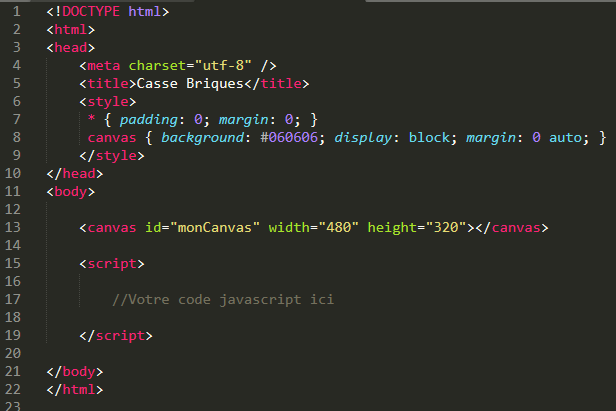 1 <!DOCTYPE html>
2 <html>
3 <head>
4 <meta charset="utf-8" />
5 <title>Casse Briques</title>
6 <style>
7 * { padding: 0; margin: 0; }
8 canvas { background: #060606; display: block; margin: 0 auto; }
9 </style>
10 </head>
11 <body>
12
13 <canvas id="monCanvas" width="480" height="320"></canvas>
14
15 <script>
16
17 //Votre code javascript ici
18
19 </script>
20
21 </body>
22 </html>
23